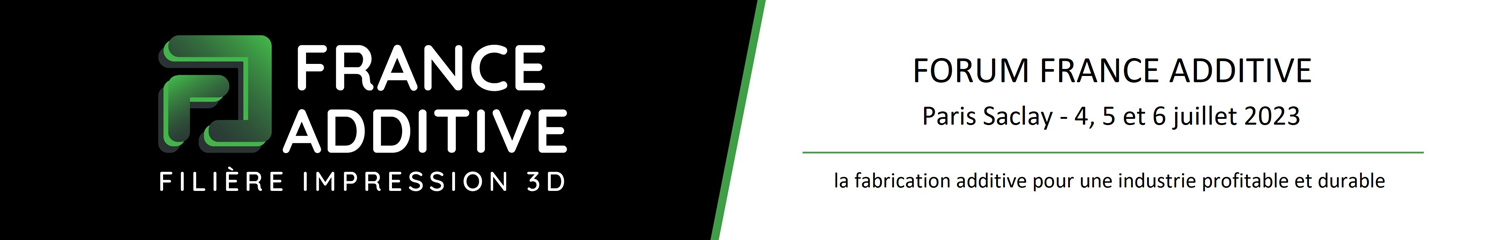 FRANCE
ADDITIVE
FILIÈRE IMPRESSION 3D
FORUM FRANCE ADDITIVE
Paris Saclay - 4, 5 et 6 juillet 2023
la fabrication additive pour une industrie profitable et durable